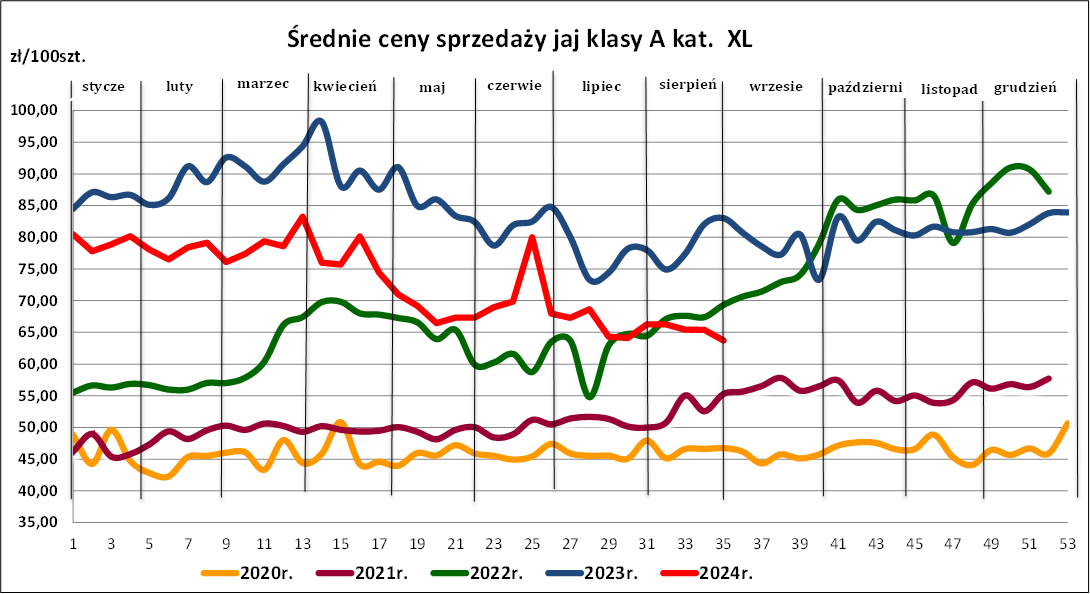 Średnie ceny sprzedaży jaj klasy A kat. XL
zł/100szt.
stycze luty marzec kwiecień maj czerwie lipiec sierpień wrzesie październi listopad grudzień
100,00
95,00
90,00
85,00
80,00
75,00
70,00
65,00
60,00
55,00
50,00
45,00
40,00
35,00
1 3 5 7 9 11 13 15 17 19 21 23 25 27 29 31 33 35 37 39 41 43 45 47 49 51 53
2020r. 2021r. 2022r. 2023r. 2024r.